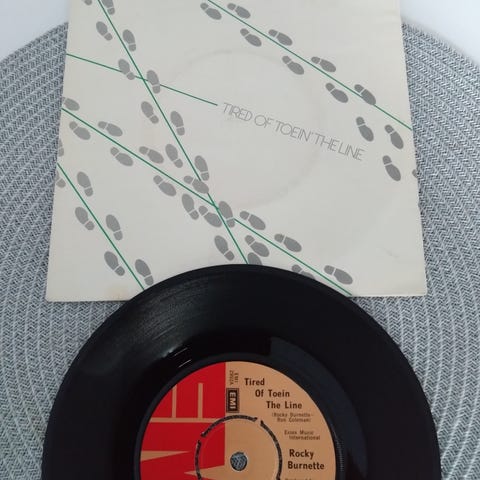 TIRED OF TOEIN' THE LINE
EMI
Tired
Of Toein
The Line
(Rocky Burnette-
Ron Coleman)
Essex Music
International
Rocky
Burnette